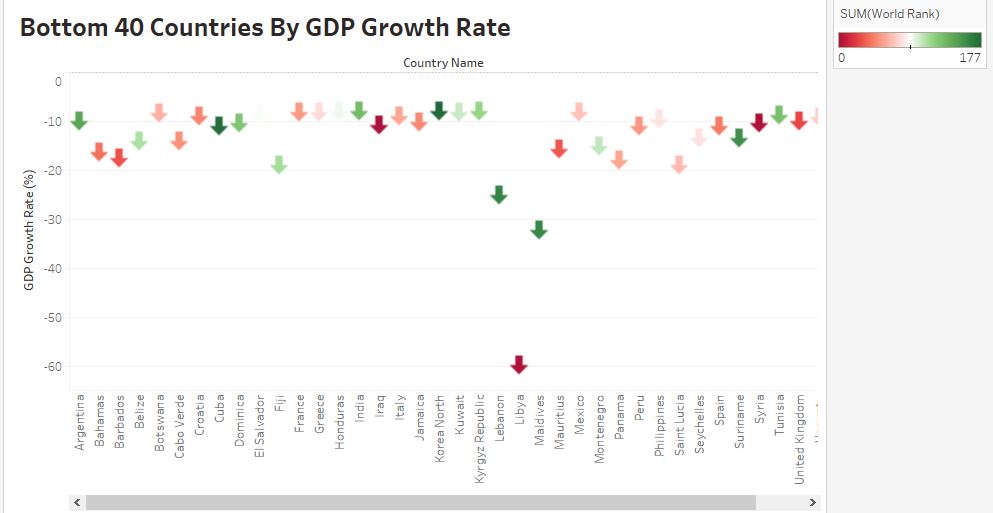 Bottom 40 Countries By GDP Growth Rate
SUM(World Rank)
0
177
Country Name
GDP Growth Rate (%)
0
-10
-20
-30
-40
-50
-60
Argentina
Bahamas
Barbados
Belize
Botswana
Cabo Verde
Croatia
Cuba
Dominica
El Salvador
Fiji
France
Greece
Honduras
India
Iraq
Italy
Jamaica
Korea North
Kuwait
Kyrgyz Republic
Lebanon
Libya
Maldives
Mauritius
Mexico
Montenegro
Panama
Peru
Philippines
Saint Lucia
Seychelles
Spain
Suriname
Syria
Tunisia
United Kingdom